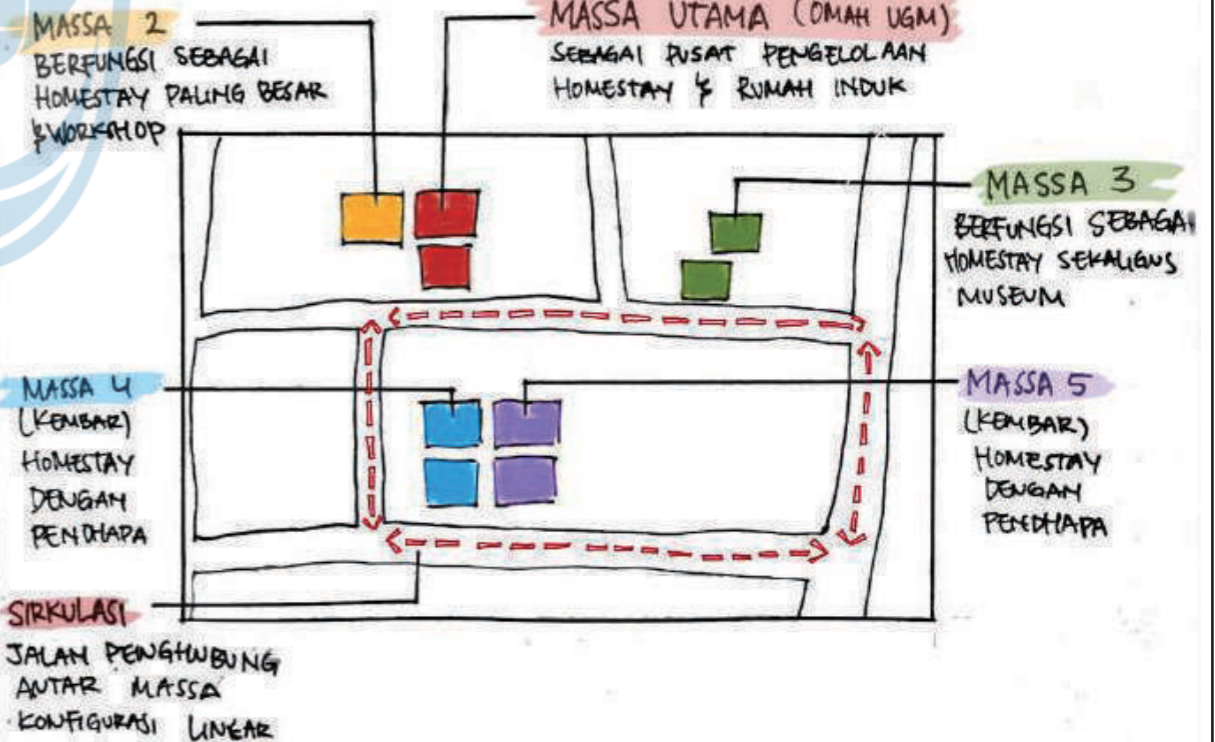 MASSA 2
BERFUNGSI SEBAGAI
HOMESTAY PALING BESAR
& WORKSHOP
MASSA UTAMA (OMAH UGM)
SEBAGAI PUSAT PENGELOLAAN
HOMESTAY & RUMAH INDUK
MASSA 3
BERFUNGSI SEBAGAI
HOMESTAY SEKALIGUS
MUSEUM
MASSA 4
(KEMBAR)
HOMESTAY
DENGAN
PENDHAPA
MASSA 5
(KEMBAR)
HOMESTAY
DENGAN
PENDHAPA
SIRKULASI
JALAN PENGHUBUNG
ANTAR MASSA
KONFIGURASI LINEAR